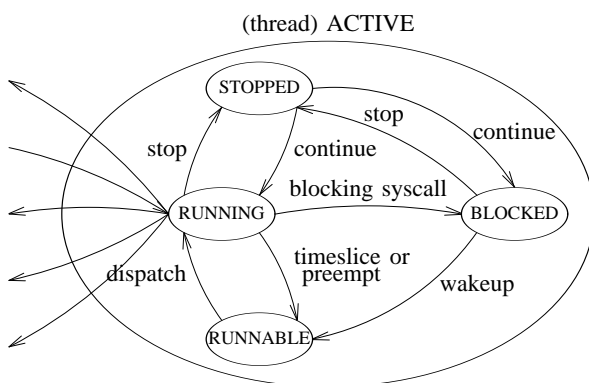 (thread) ACTIVE
STOPPED
stop
continue
stop
continue
blocking syscall
RUNNING
BLOCKED
timeslice or
preempt
dispatch
wakeup
RUNNABLE